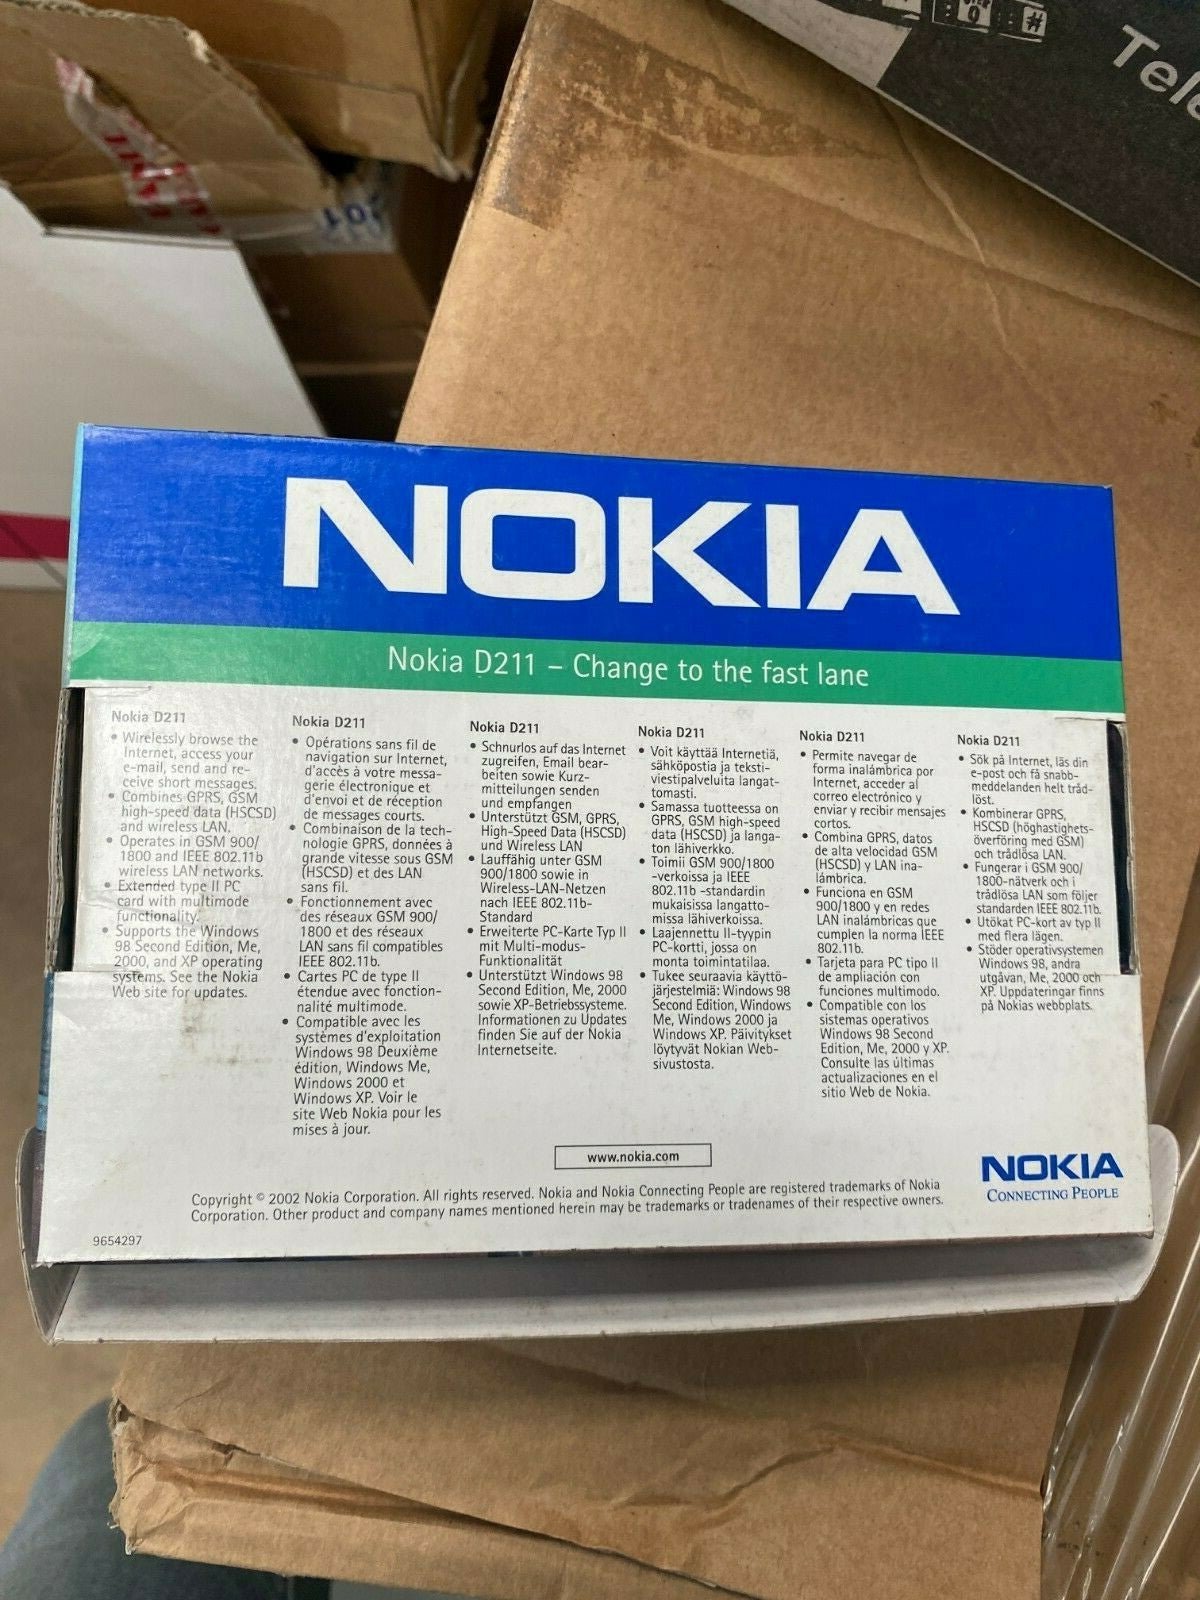 0 #
Tele
NOKIA
Nokia D211 – Change to the fast lane
Nokia D211
• Wirelessly browse the
Internet, access your
e-mail, send and re-
ceive short messages.
• Combines GPRS, GSM
high-speed data (HSCSD)
and wireless LAN.
• Operates in GSM 900/
1800 and IEEE 802.11b
wireless LAN networks.
• Extended type II PC
card with multimode
functionality.
• Supports the Windows
98 Second Edition, Me,
2000, and XP operating
systems. See the Nokia
Web site for updates.
Nokia D211
• Opérations sans fil de
navigation sur Internet,
d'accès à votre messa-
gerie électronique et
d'envoi et de réception
de messages courts.
• Combinaison de la tech-
nologie GPRS, données à
grande vitesse sous GSM
(HSCSD) et des LAN
sans fil.
• Fonctionnement avec
des réseaux GSM 900/
1800 et des réseaux
LAN sans fil compatibles
IEEE 802.11b.
• Cartes PC de type II
étendue avec fonction-
nalité multimode.
• Compatible avec les
systèmes d'exploitation
Windows 98 Deuxième
édition, Windows Me,
Windows 2000 et
Windows XP. Voir le
site Web Nokia pour les
mises à jour.
Nokia D211
• Schnurlos auf das Internet
zugreifen, Email bear-
beiten sowie Kurz-
mitteilungen senden
und empfangen
• Unterstützt GSM, GPRS,
High-Speed Data (HSCSD)
und Wireless LAN
• Lauffähig unter GSM
900/1800 sowie in
Wireless-LAN-Netzen
nach IEEE 802.11b-
Standard
• Erweiterte PC-Karte Typ II
mit Multi-modus-
Funktionalität
• Unterstützt Windows 98
Second Edition, Me, 2000
sowie XP-Betriebssysteme.
Informationen zu Updates
finden Sie auf der Nokia
Internetseite.
Nokia D211
• Voit käyttää Internetiä,
sähköpostia ja teksti-
viestipalveluita langat-
tomasti.
• Samassa tuotteessa on
GPRS, GSM high-speed
data (HSCSD) ja langa-
ton lähiverkko.
• Toimii GSM 900/1800
-verkoissa ja IEEE
802.11b -standardin
mukaisissa langatto-
missa lähiverkoissa.
• Laajennettu II-tyypin
PC-kortti, jossa on
monta toimintatilaa.
• Tukee seuraavia käyttö-
järjestelmiä: Windows 98
Second Edition, Windows
Me, Windows 2000 ja
Windows XP. Päivitykset
löytyvät Nokian Web-
sivustosta.
Nokia D211
• Permite navegar de
forma inalámbrica por
Internet, acceder al
correo electrónico y
enviar y recibir mensajes
cortos.
• Combina GPRS, datos
de alta velocidad GSM
(HSCSD) y LAN ina-
lámbrica.
• Funciona en GSM
900/1800 y en redes
LAN inalámbricas que
cumplen la norma IEEE
802.11b.
• Tarjeta para PC tipo II
de ampliación con
funciones multimodo.
• Compatible con los
sistemas operativos
Windows 98 Second
Edition, Me, 2000 y XP.
Consulte las últimas
actualizaciones en el
sitio Web de Nokia.
Nokia D211
• Sök på Internet, läs din
e-post och få snabb-
meddelanden helt tråd-
löst.
• Kombinerar GPRS,
HSCSD (höghastighets-
överföring med GSM)
och trådlösa LAN.
• Fungerar i GSM 900/
1800-nätverk och i
trådlösa LAN som följer
standarden IEEE 802.11b.
• Utökat PC-kort av typ II
med flera lägen.
• Stöder operativsystemen
Windows 98, andra
utgåvan, Me, 2000 och
XP. Uppdateringar finns
på Nokias webbplats.
www.nokia.com
NOKIA
CONNECTING PEOPLE
Copyright © 2002 Nokia Corporation. All rights reserved. Nokia and Nokia Connecting People are registered trademarks of Nokia
Corporation. Other product and company names mentioned herein may be trademarks or tradenames of their respective owners.
9654297